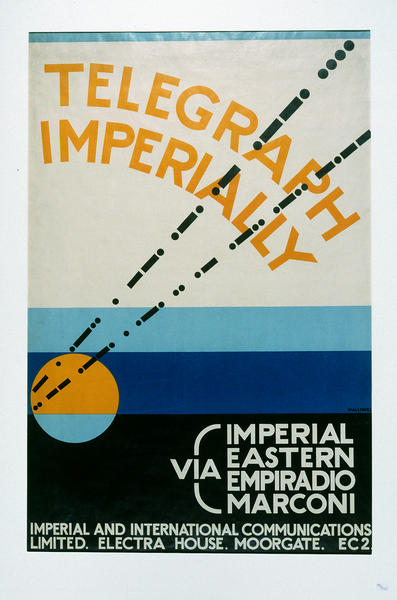 TELEGRAPH
IMPERIALLY
VIA
IMPERIAL
EASTERN
EMPIRADIO
MARCONI
IMPERIAL AND INTERNATIONAL COMMUNICATIONS
LIMITED. ELECTRA HOUSE. MOORGATE. EC2.